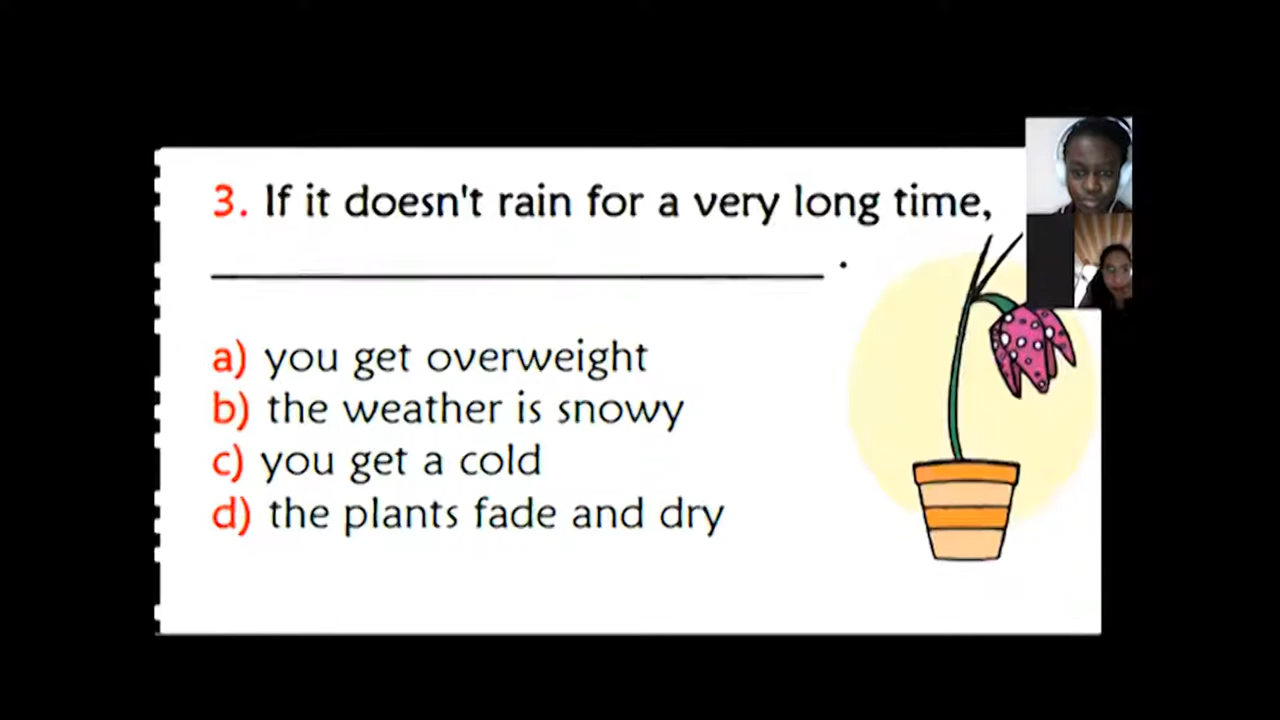 3. If it doesn't rain for a very long time,
____________________ .
a) you get overweight
b) the weather is snowy
c) you get a cold
d) the plants fade and dry